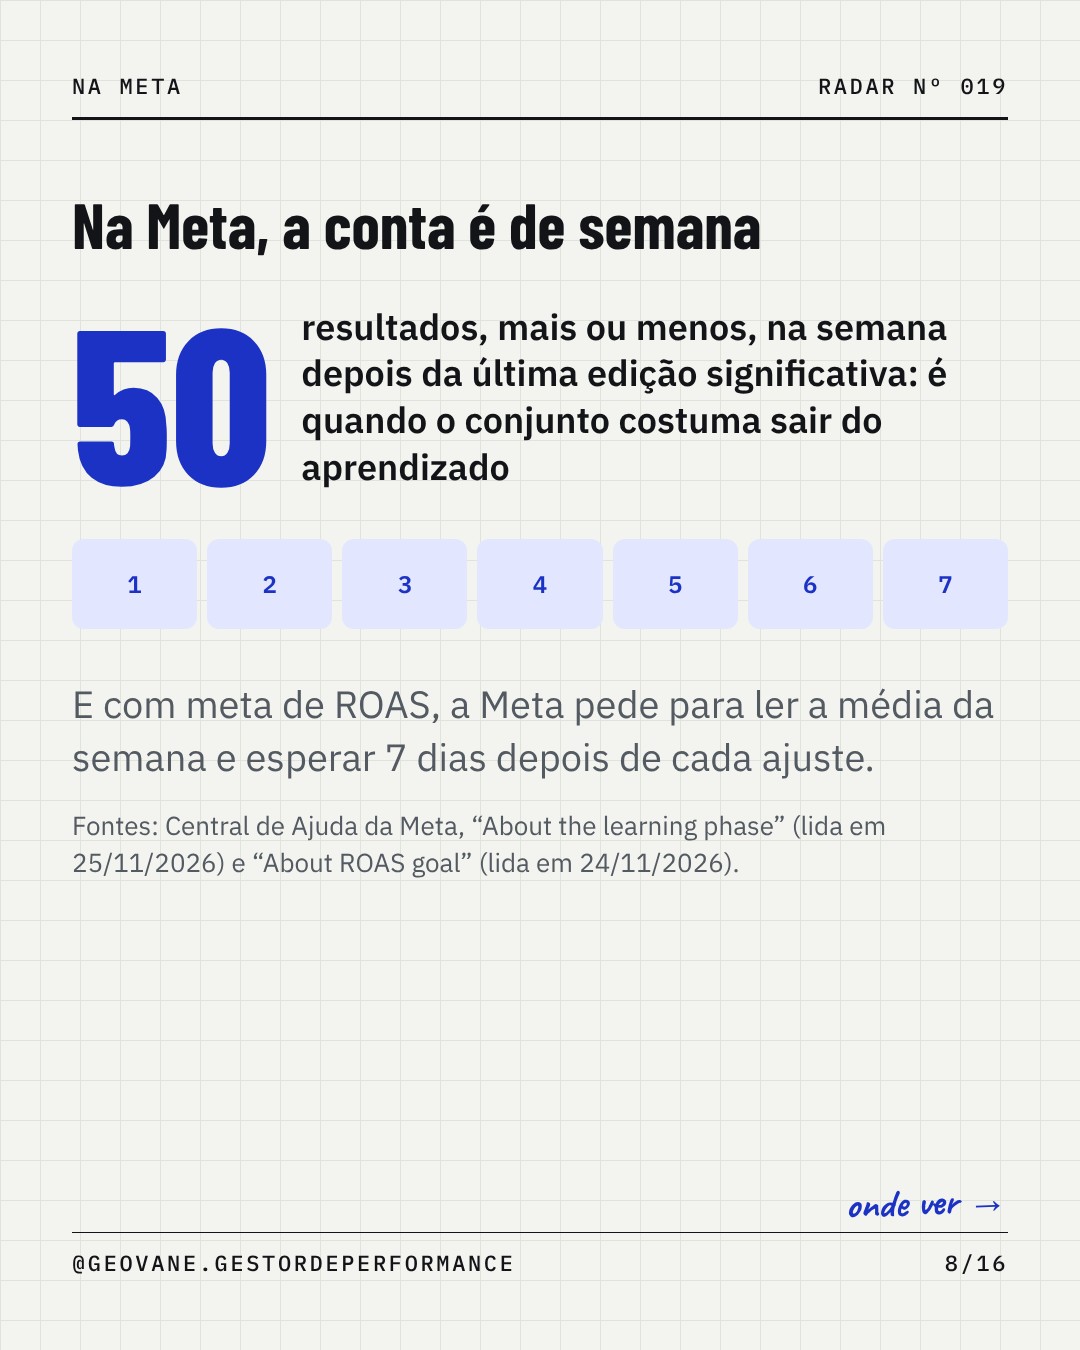 NA META
RADAR Nº 019
Na Meta, a conta é de semana
50
resultados, mais ou menos, na semana
depois da última edição significativa: é
quando o conjunto costuma sair do
aprendizado
1 2 3 4 5 6 7
E com meta de ROAS, a Meta pede para ler a média da
semana e esperar 7 dias depois de cada ajuste.
Fontes: Central de Ajuda da Meta, “About the learning phase” (lida em
25/11/2026) e “About ROAS goal” (lida em 24/11/2026).
onde ver →
@GEOVANE.GESTORDEPERFORMANCE
8/16